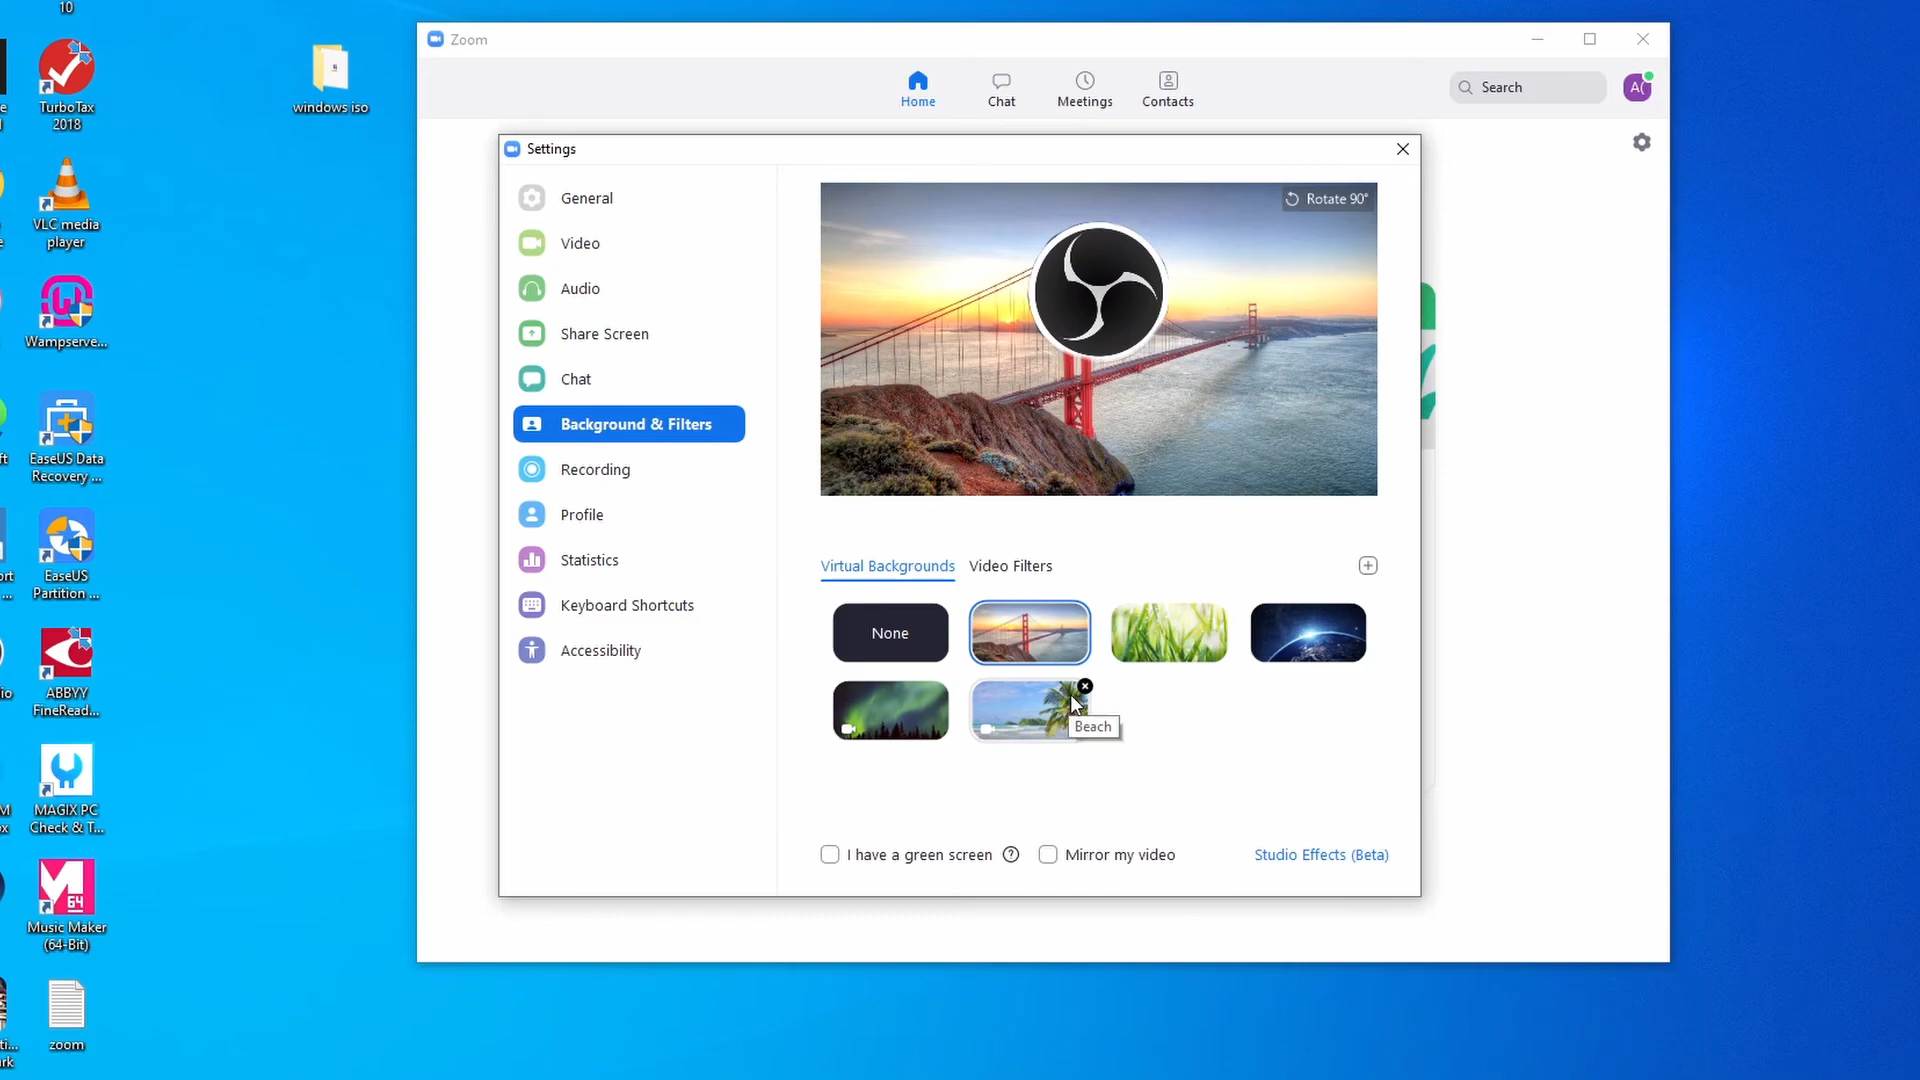 10
TurboTax
2018
windows iso
VLC media
player
Wampserve...
EaseUS Data
Recovery ...
EaseUS
Partition ...
ABBYY
FineRead...
MAGIX PC
Check & T...
64
Music Maker
(64-Bit)
zoom
Zoom
Home
Chat
Meetings
Contacts
Search
A(
Settings
General
Video
Audio
Share Screen
Chat
Background & Filters
Recording
Profile
Statistics
Keyboard Shortcuts
Accessibility
Rotate 90°
Virtual Backgrounds
Video Filters
None
Beach
I have a green screen
?
Mirror my video
Studio Effects (Beta)